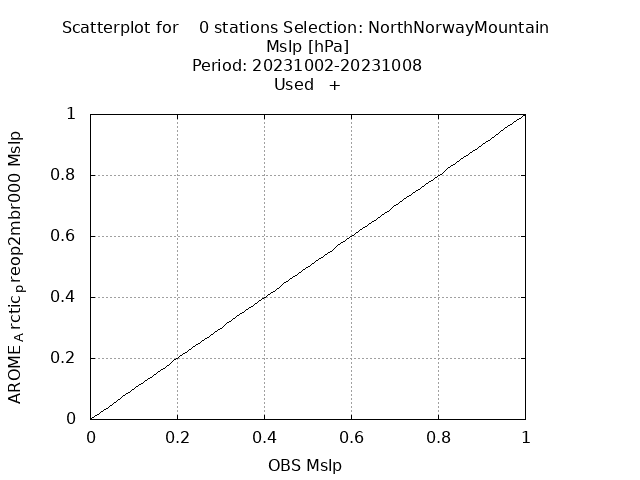 Scatterplot for    0 stations Selection: NorthNorwayMountain
Mslp [hPa]
Period: 20231002-20231008
Used   +
1
0.8
0.6
0.4
0.2
0
AROME_Arctic_preop2mbr000 Mslp
0 0.2 0.4 0.6 0.8 1
OBS Mslp